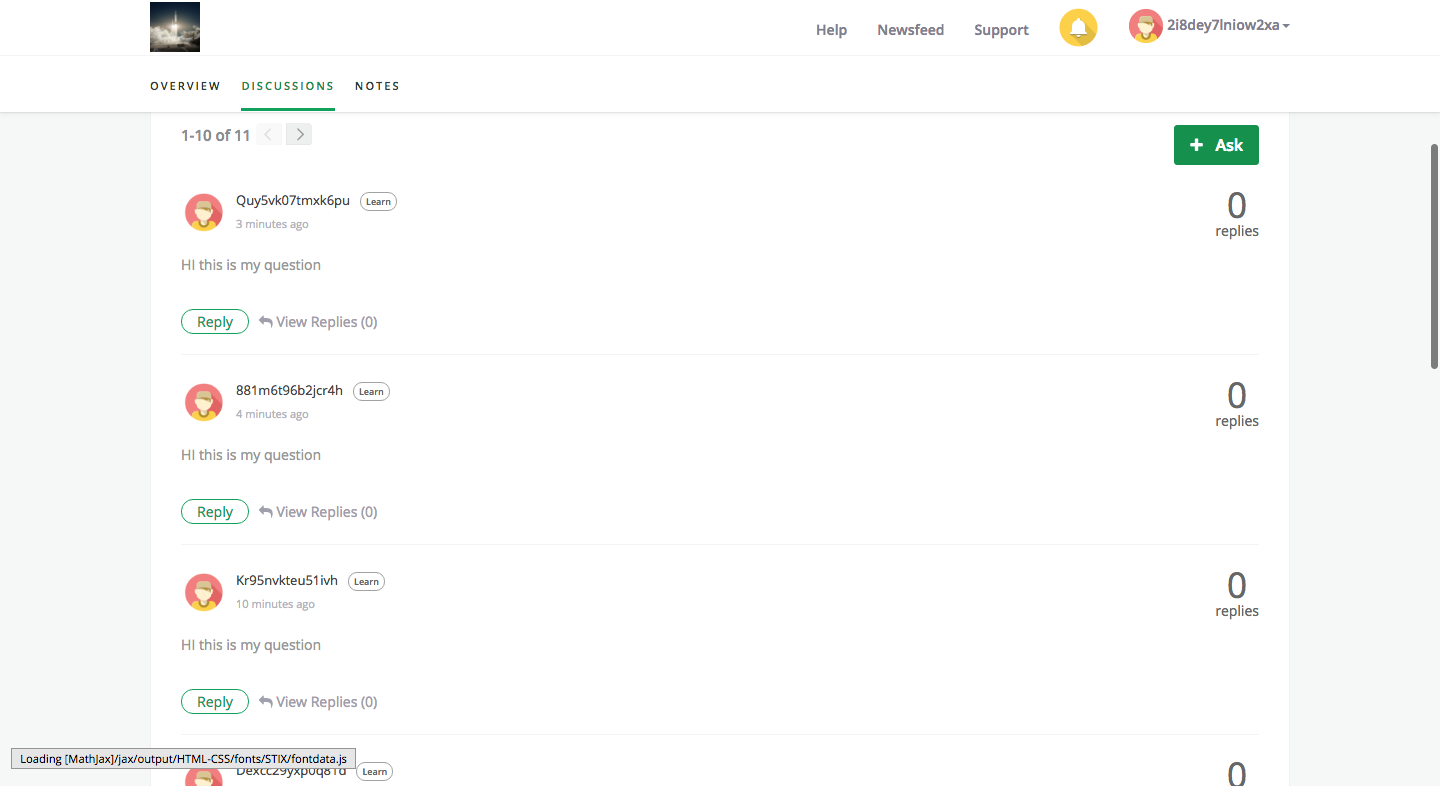 Help Newsfeed Support 2i8dey7lniow2xa
OVERVIEW DISCUSSIONS NOTES
1-10 of 11
+ Ask
Quy5vk07tmxk6pu Learn
3 minutes ago
0
replies
HI this is my question
Reply View Replies (0)
881m6t96b2jcr4h Learn
4 minutes ago
0
replies
HI this is my question
Reply View Replies (0)
Kr95nvkteu51ivh Learn
10 minutes ago
0
replies
HI this is my question
Reply View Replies (0)
Loading [MathJax]/jax/output/HTML-CSS/fonts/STIX/fontdata.js
Learn
0